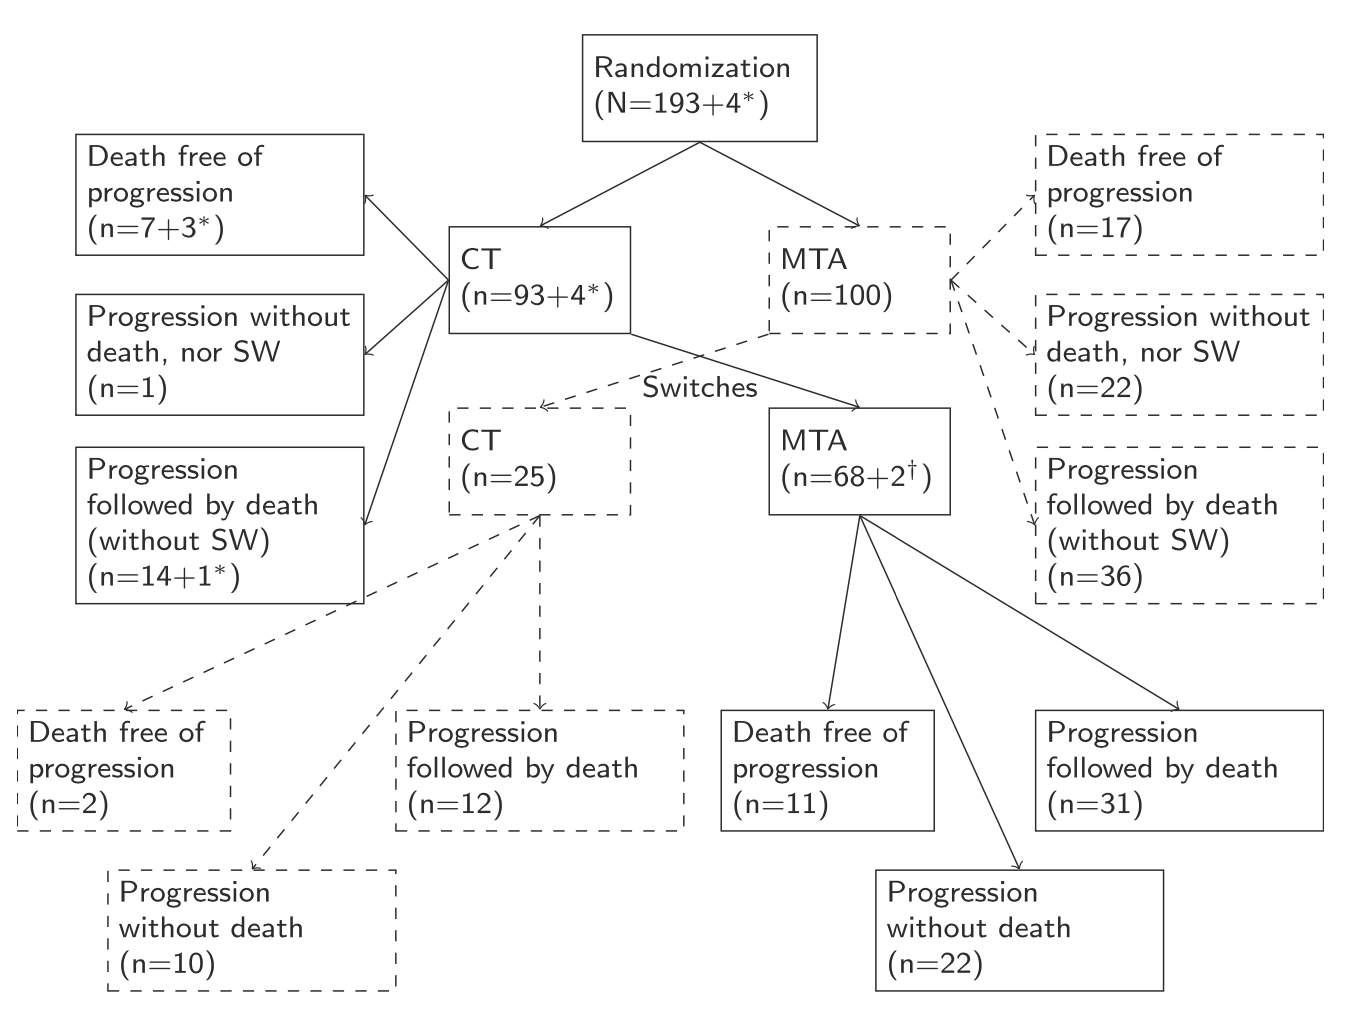 Randomization
(N=193+4*)
Death free of
progression
(n=7+3*)
Death free of
progression
(n=17)
CT
(n=93+4*)
MTA
(n=100)
Progression without
death, nor SW
(n=1)
Progression without
death, nor SW
(n=22)
Switches
CT
(n=25)
MTA
(n=68+2†)
Progression
followed by death
(without SW)
(n=14+1*)
Progression
followed by death
(without SW)
(n=36)
Death free of
progression
(n=2)
Progression
followed by death
(n=12)
Death free of
progression
(n=11)
Progression
followed by death
(n=31)
Progression
without death
(n=10)
Progression
without death
(n=22)